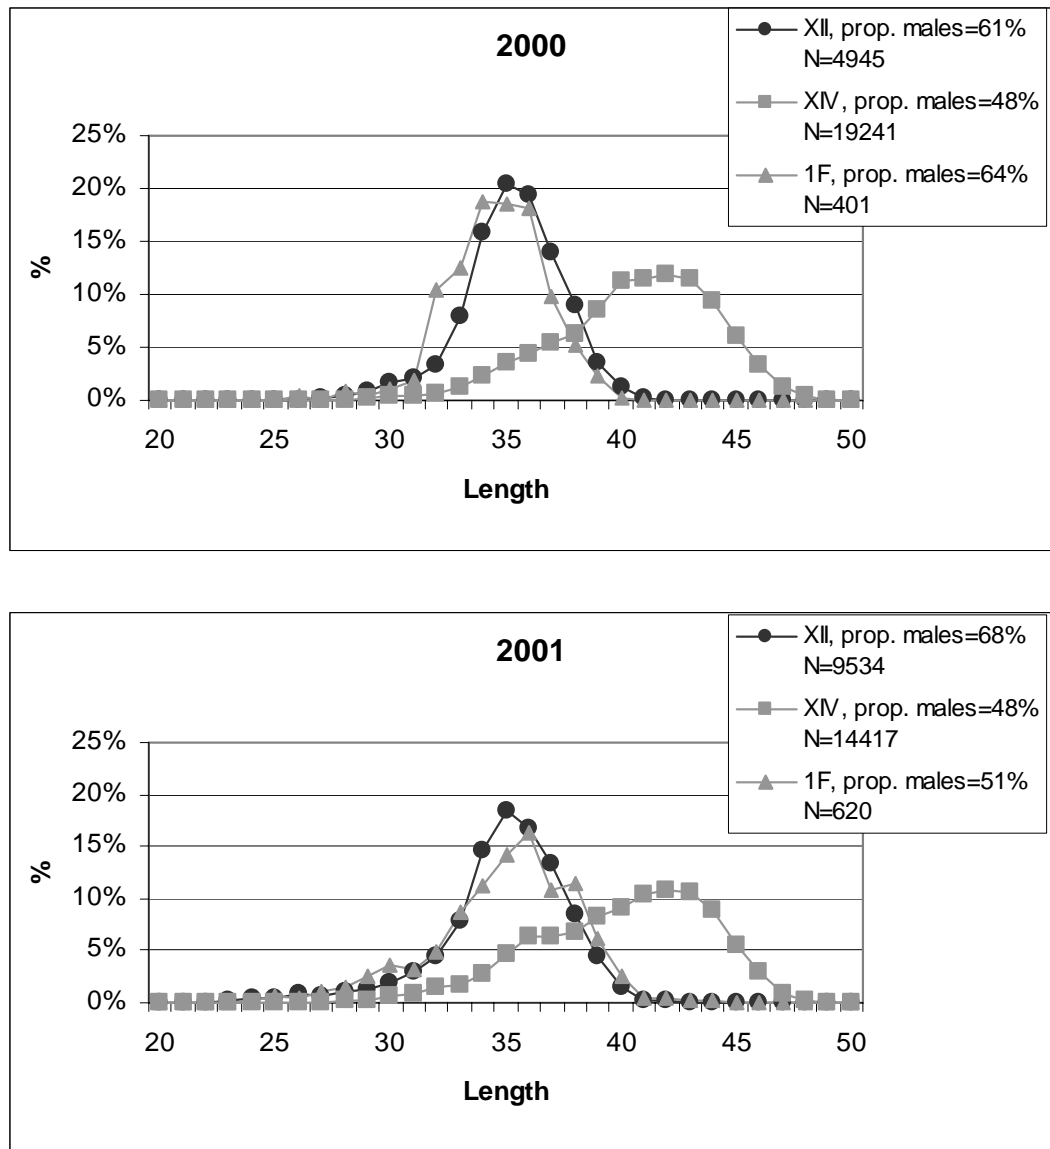 2000
XII, prop. males=61%
N=4945
XIV, prop. males=48%
N=19241
1F, prop. males=64%
N=401
25%
20%
15%
10%
5%
0%
%
20 25 30 35 40 45 50
Length
2001
XII, prop. males=68%
N=9534
XIV, prop. males=48%
N=14417
1F, prop. males=51%
N=620
25%
20%
15%
10%
5%
0%
%
20 25 30 35 40 45 50
Length